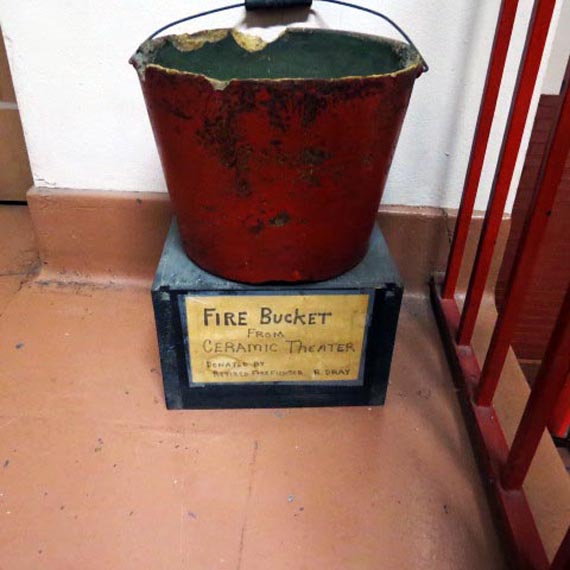 FIRE BUCKET
FROM
CERAMIC THEATER
DONATED BY
RETIRED FIREFIGHTER R. DRAY